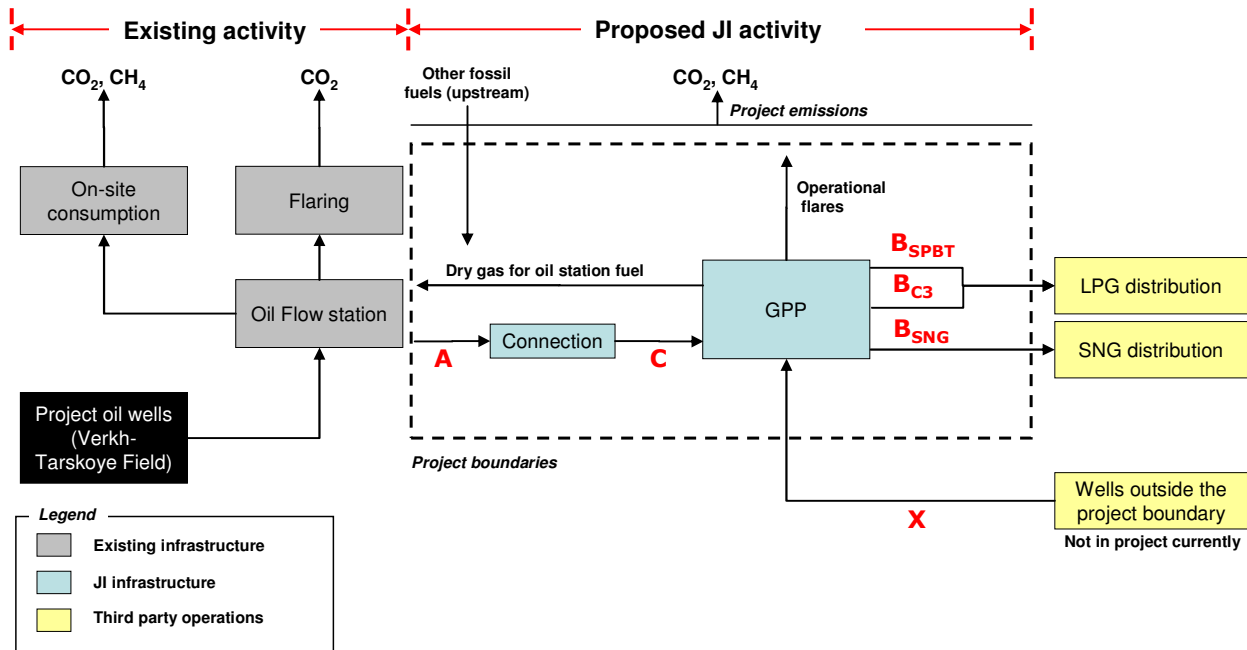 Existing activity
Proposed JI activity
CO₂, CH₄
CO₂
Other fossil
fuels (upstream)
CO₂, CH₄
Project emissions
On-site
consumption
Flaring
Operational
flares
B_SPBT
Dry gas for oil station fuel
B_C3
LPG distribution
Oil Flow station
GPP
Connection
B_SNG
SNG distribution
A
C
Project oil wells
(Verkh-
Tarskoye Field)
Project boundaries
Wells outside the
project boundary
X
Not in project currently
Legend
Existing infrastructure
JI infrastructure
Third party operations